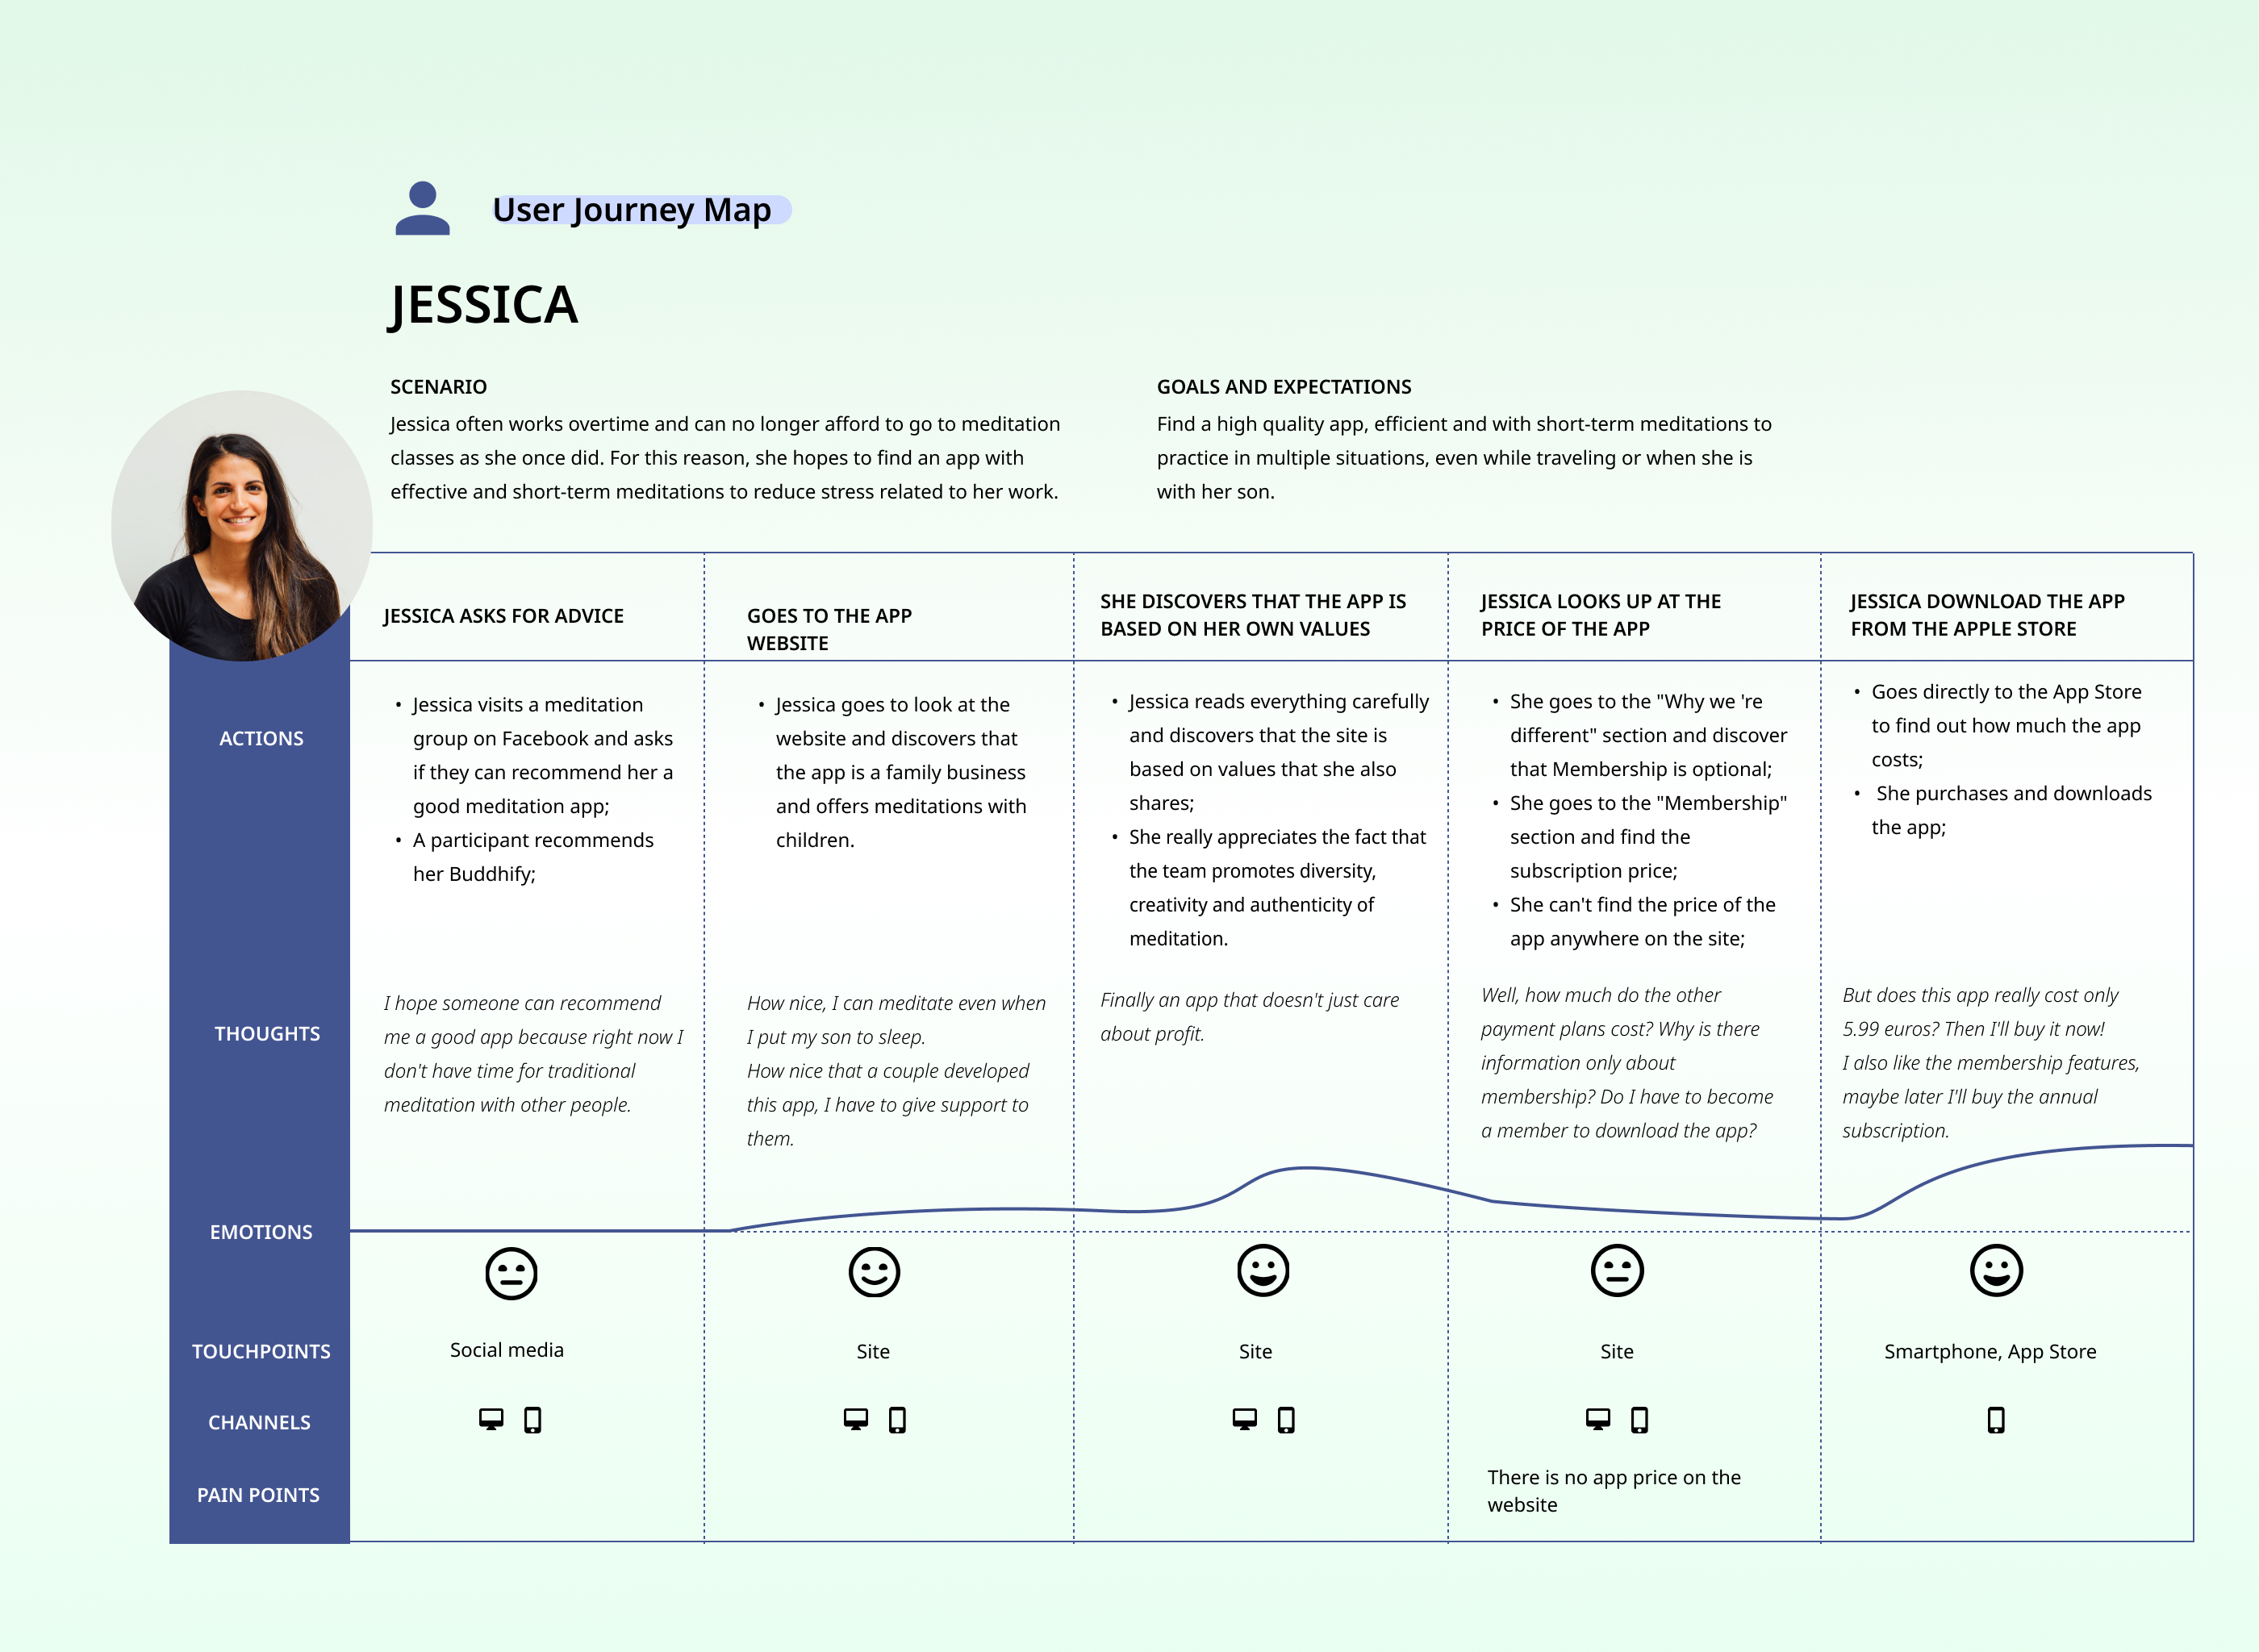 User Journey Map
JESSICA
SCENARIO
Jessica often works overtime and can no longer afford to go to meditation
classes as she once did. For this reason, she hopes to find an app with
effective and short-term meditations to reduce stress related to her work.
GOALS AND EXPECTATIONS
Find a high quality app, efficient and with short-term meditations to
practice in multiple situations, even while traveling or when she is
with her son.
JESSICA ASKS FOR ADVICE
GOES TO THE APP
WEBSITE
SHE DISCOVERS THAT THE APP IS
BASED ON HER OWN VALUES
JESSICA LOOKS UP AT THE
PRICE OF THE APP
JESSICA DOWNLOAD THE APP
FROM THE APPLE STORE
ACTIONS
• Jessica visits a meditation
group on Facebook and asks
if they can recommend her a
good meditation app;
• A participant recommends
her Buddhify;
• Jessica goes to look at the
website and discovers that
the app is a family business
and offers meditations with
children.
• Jessica reads everything carefully
and discovers that the site is
based on values that she also
shares;
• She really appreciates the fact that
the team promotes diversity,
creativity and authenticity of
meditation.
• She goes to the "Why we 're
different" section and discover
that Membership is optional;
• She goes to the "Membership"
section and find the
subscription price;
• She can't find the price of the
app anywhere on the site;
• Goes directly to the App Store
to find out how much the app
costs;
• She purchases and downloads
the app;
THOUGHTS
I hope someone can recommend
me a good app because right now I
don't have time for traditional
meditation with other people.
How nice, I can meditate even when
I put my son to sleep.
How nice that a couple developed
this app, I have to give support to
them.
Finally an app that doesn't just care
about profit.
Well, how much do the other
payment plans cost? Why is there
information only about
membership? Do I have to become
a member to download the app?
But does this app really cost only
5.99 euros? Then I'll buy it now!
I also like the membership features,
maybe later I'll buy the annual
subscription.
EMOTIONS
TOUCHPOINTS
Social media
Site
Site
Site
Smartphone, App Store
CHANNELS
PAIN POINTS
There is no app price on the
website